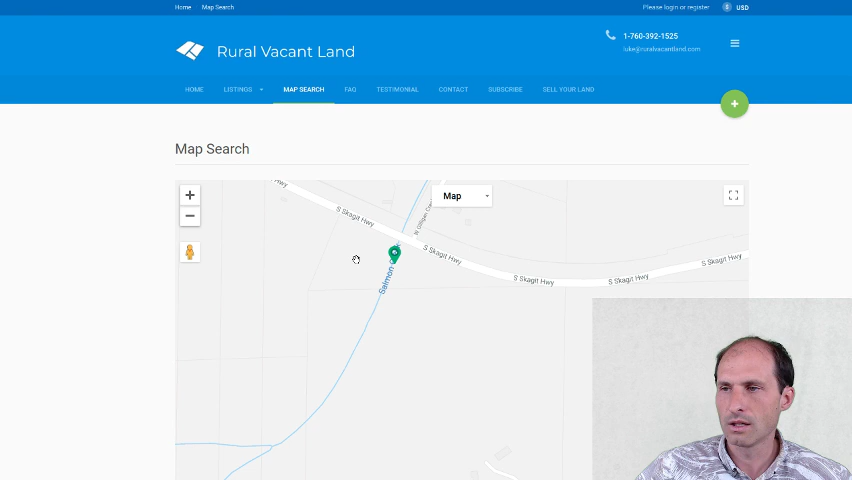 Home Map Search
Please login or register 0 USD
Rural Vacant Land
1-760-392-1525
luke@ruralvacantland.com
HOME LISTINGS MAP SEARCH FAQ TESTIMONIAL CONTACT SUBSCRIBE SELL YOUR LAND
Map Search
Map
Hwy
S Skagit Hwy
S Skagit Hwy
S Skagit Hwy
S Skagit Hwy
S Skagit Hwy
Salmon